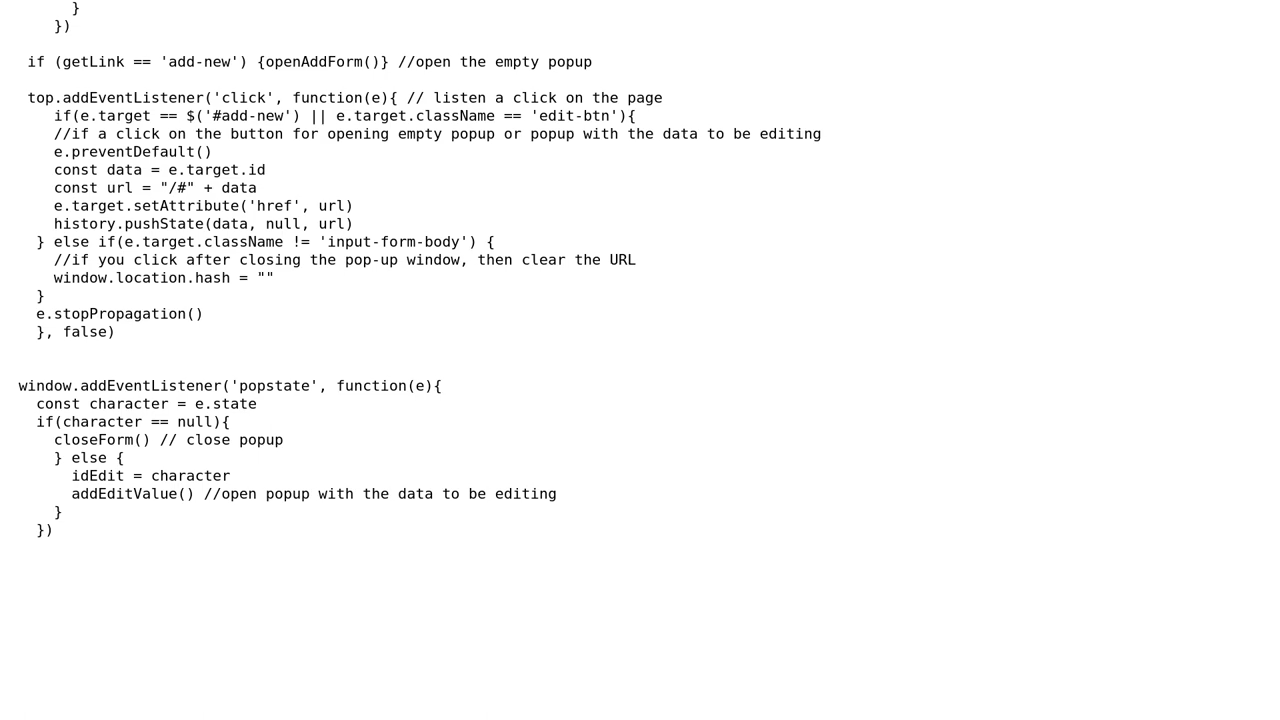 }
})
if (getLink == 'add-new') {openAddForm()} //open the empty popup
top.addEventListener('click', function(e){ // listen a click on the page
if(e.target == $('#add-new') || e.target.className == 'edit-btn'){
//if a click on the button for opening empty popup or popup with the data to be editing
e.preventDefault()
const data = e.target.id
const url = "/#" + data
e.target.setAttribute('href', url)
history.pushState(data, null, url)
} else if(e.target.className != 'input-form-body') {
//if you click after closing the pop-up window, then clear the URL
window.location.hash = ""
}
e.stopPropagation()
}, false)
window.addEventListener('popstate', function(e){
const character = e.state
if(character == null){
closeForm() // close popup
} else {
idEdit = character
addEditValue() //open popup with the data to be editing
}
})